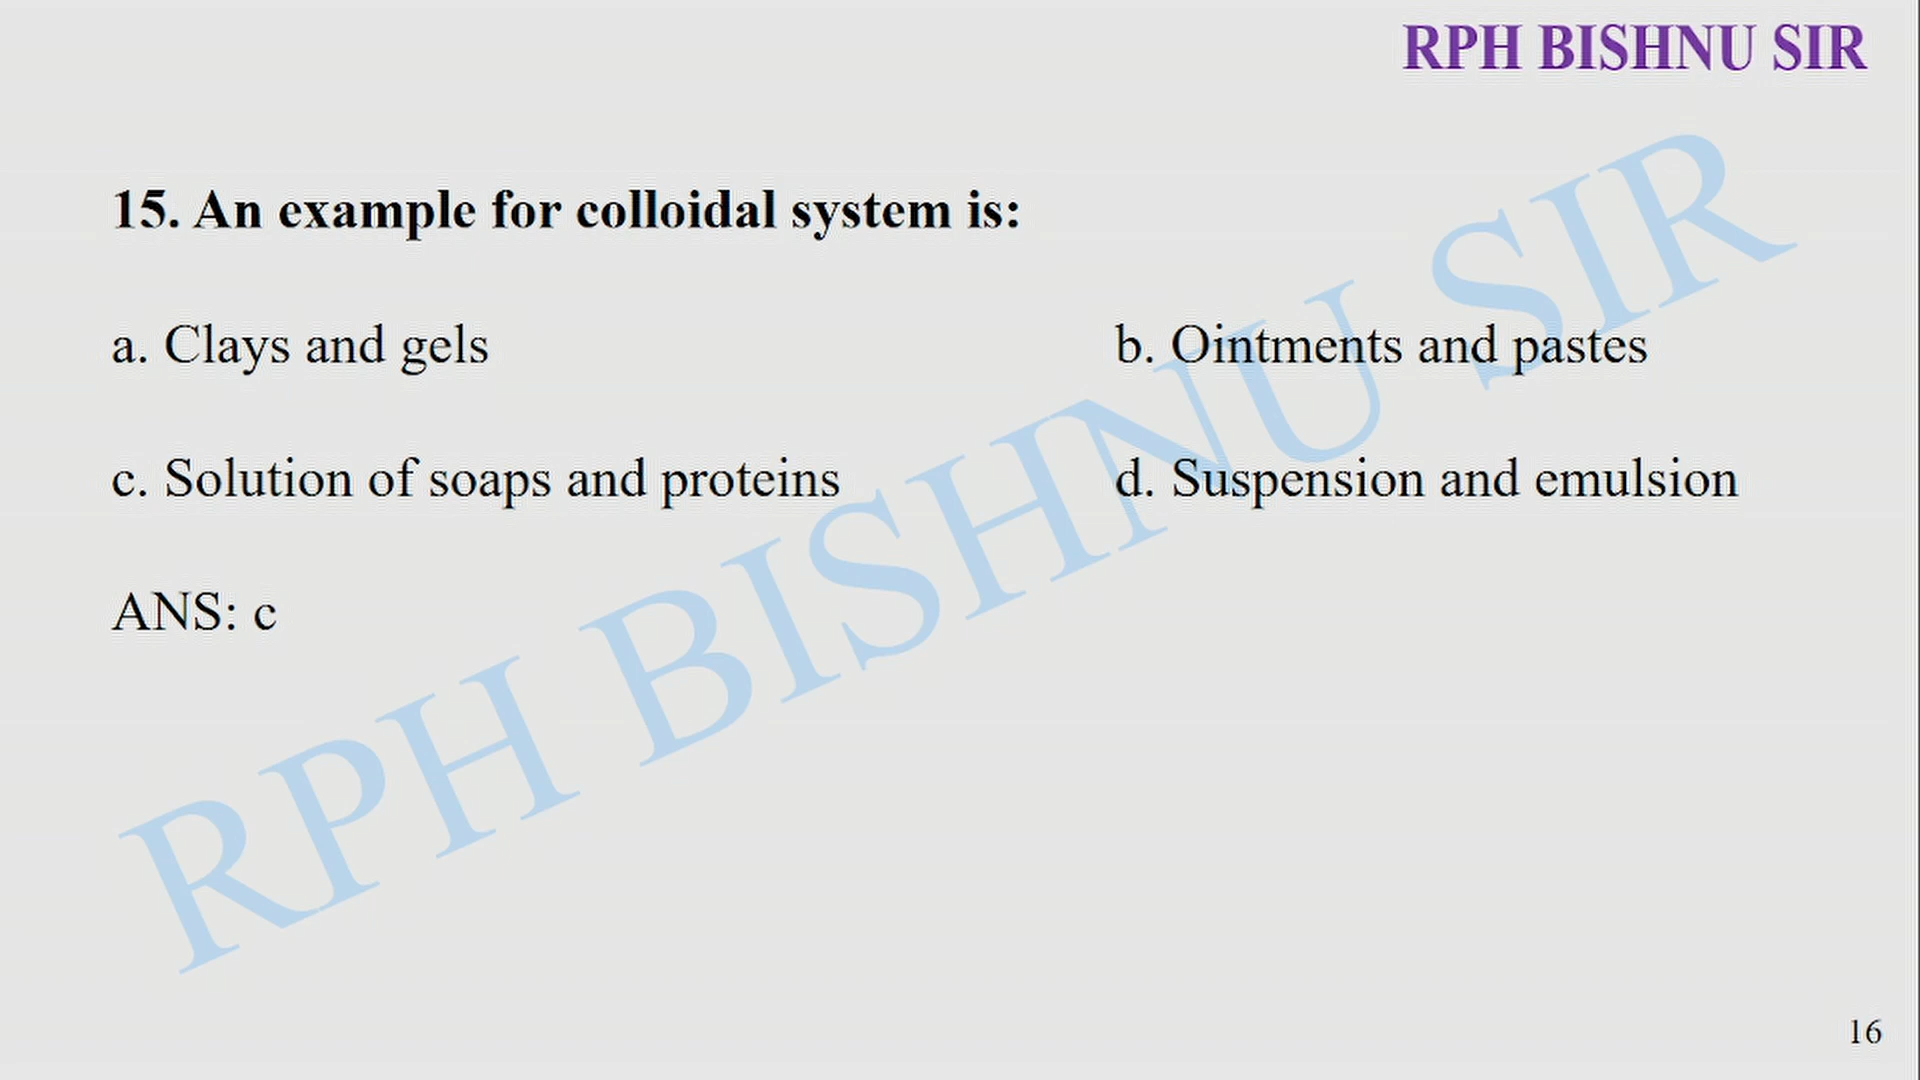 RPH BISHNU SIR
15. An example for colloidal system is:
a. Clays and gels
b. Ointments and pastes
c. Solution of soaps and proteins
d. Suspension and emulsion
ANS: c
RPH BISHNU SIR
16